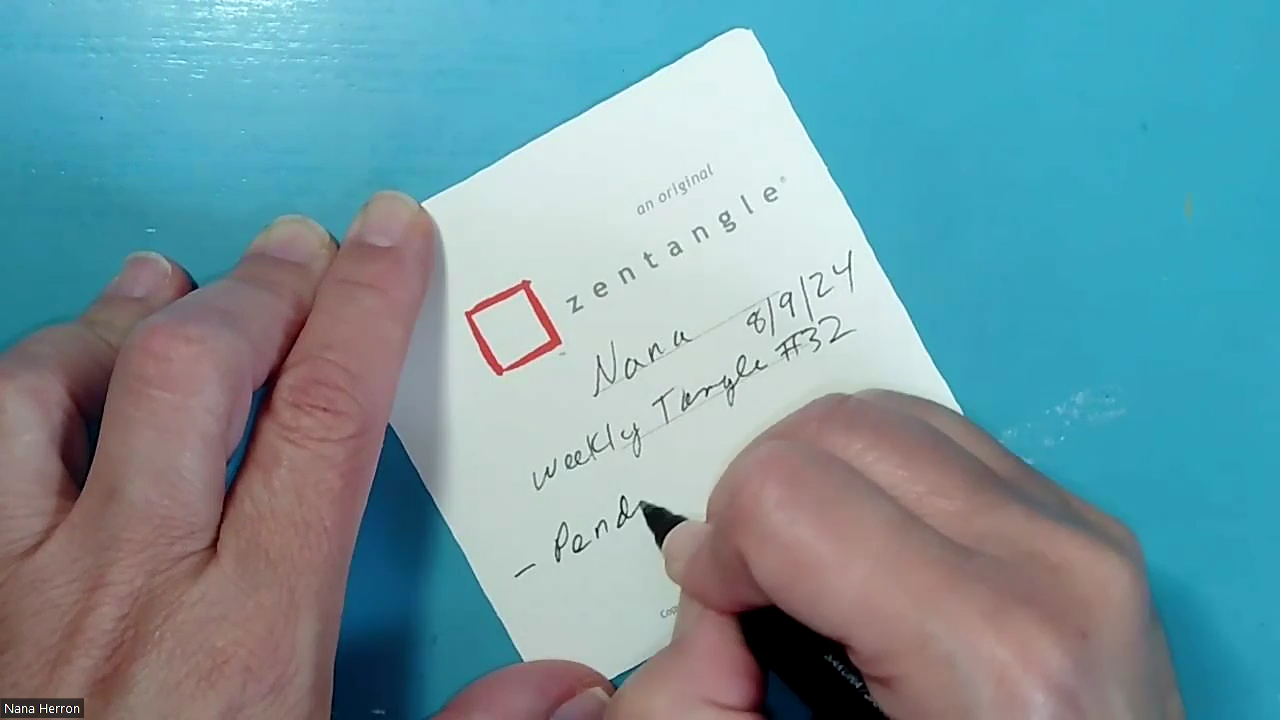 an original
zentangle®
Nana 8/9/24
weekly Tangle #32
- Pend
Nana Herron